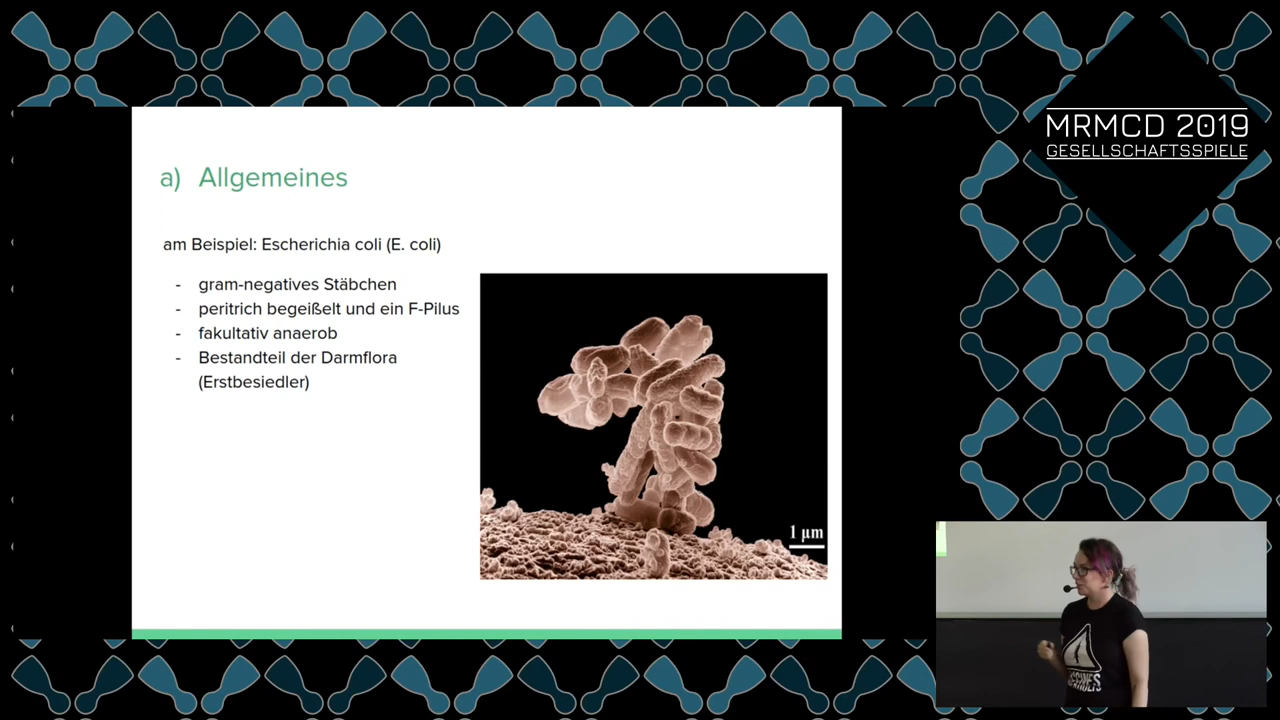 MRMCD 2019
GESELLSCHAFTSSPIELE
a) Allgemeines
am Beispiel: Escherichia coli (E. coli)
- gram-negatives Stäbchen
- peritrich begeißelt und ein F-Pilus
- fakultativ anaerob
- Bestandteil der Darmflora
(Erstbesiedler)
1 µm